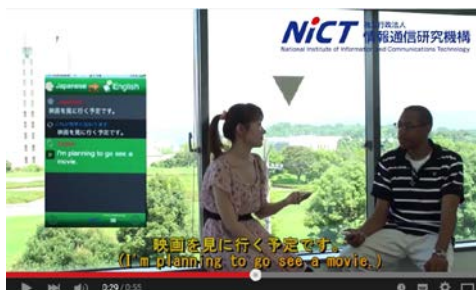 NiCT 独立行政法人
情報通信研究機構
National Institute of Information and Communications Technology
Japanese English
映画を見に行く予定です。
映画を見に行く予定です。
I'm planning to go see a
movie.
映画を見に行く予定です。
(I'm planning to go see a movie.)
0:29 / 0:55